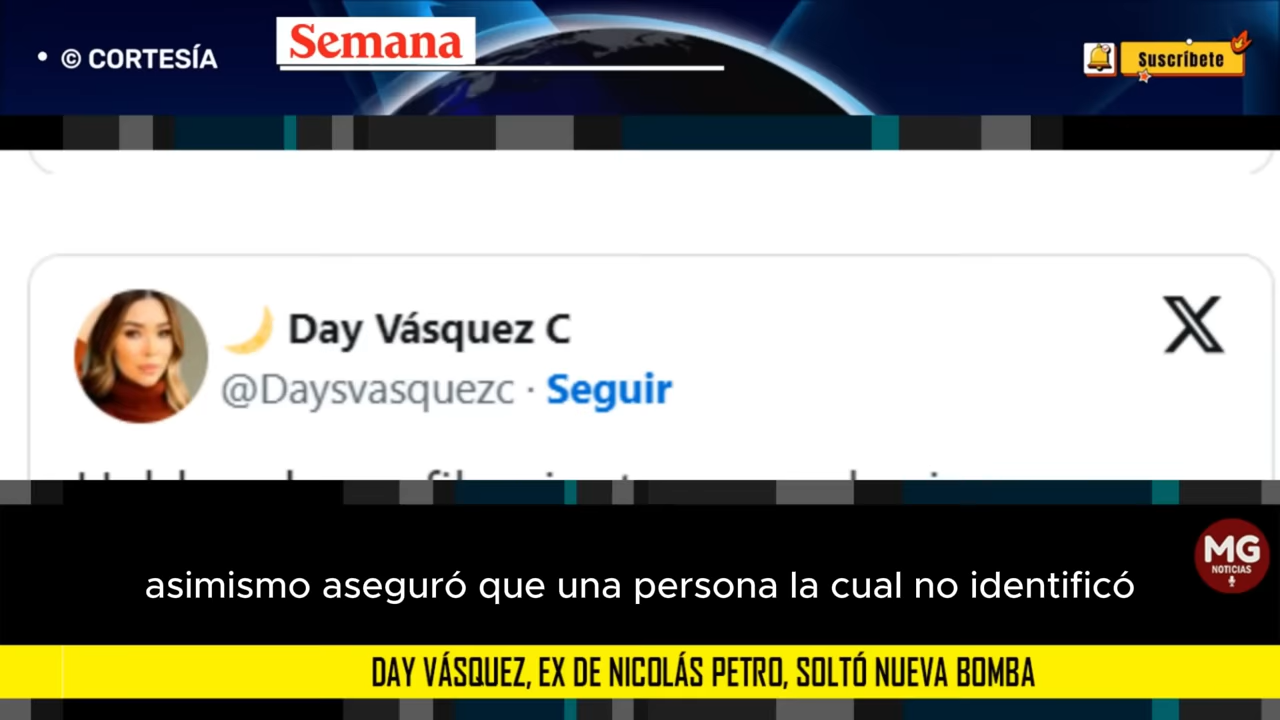 • © CORTESÍA
Semana
Suscríbete
Day Vásquez C
@Daysvasquezc · Seguir
asimismo aseguró que una persona la cual no identificó
MG
NOTICIAS
DAY VÁSQUEZ, EX DE NICOLÁS PETRO, SOLTÓ NUEVA BOMBA